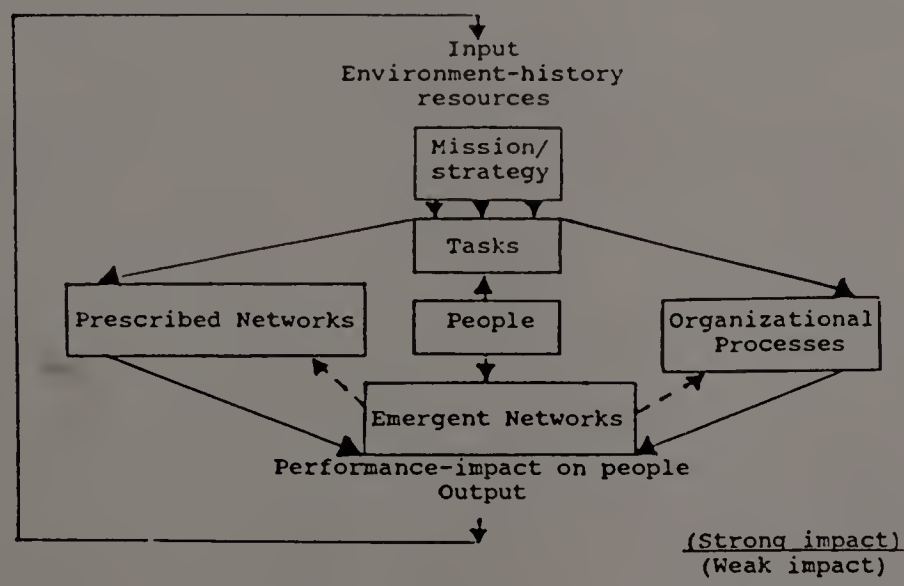 Input
Environment-history
resources
Mission/
strategy
Tasks
Prescribed Networks
People
Organizational
Processes
Emergent Networks
Performance-impact on people
Output
(Strong impact)
(Weak impact)